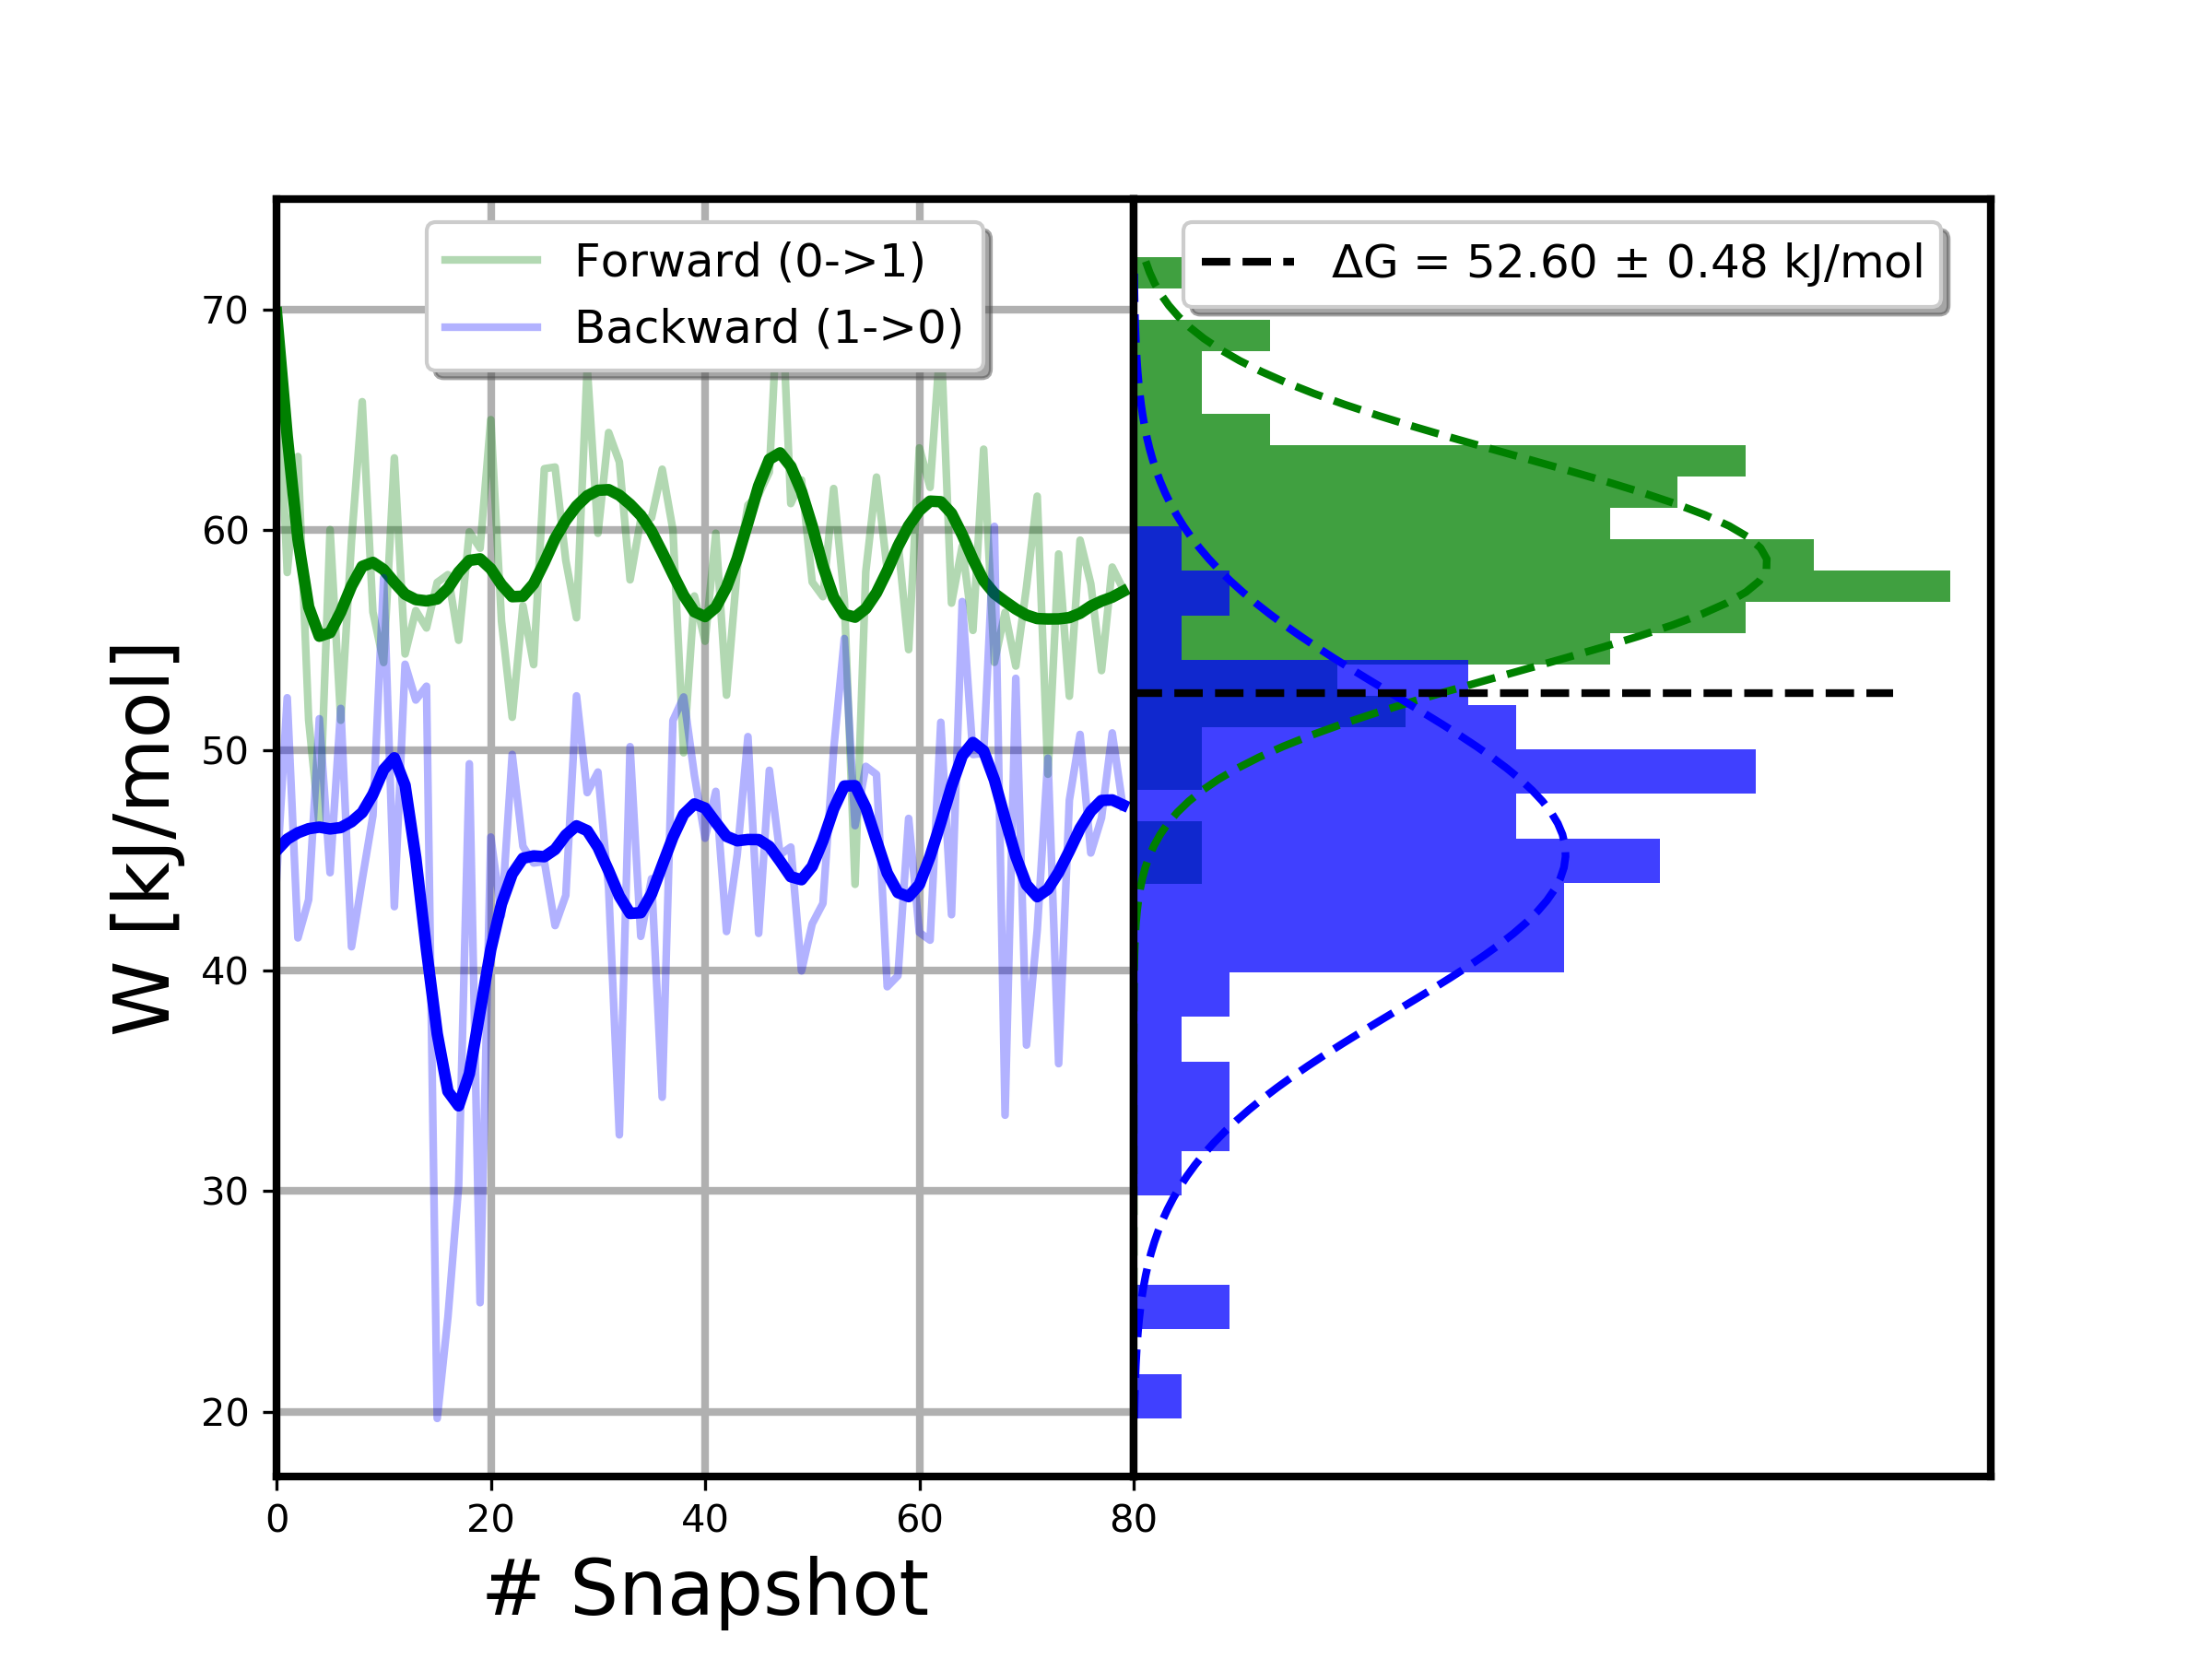 Forward (0->1)
Backward (1->0)
ΔG = 52.60 ± 0.48 kJ/mol
W [kJ/mol]
70
60
50
40
30
20
0
20
40
60
80
# Snapshot